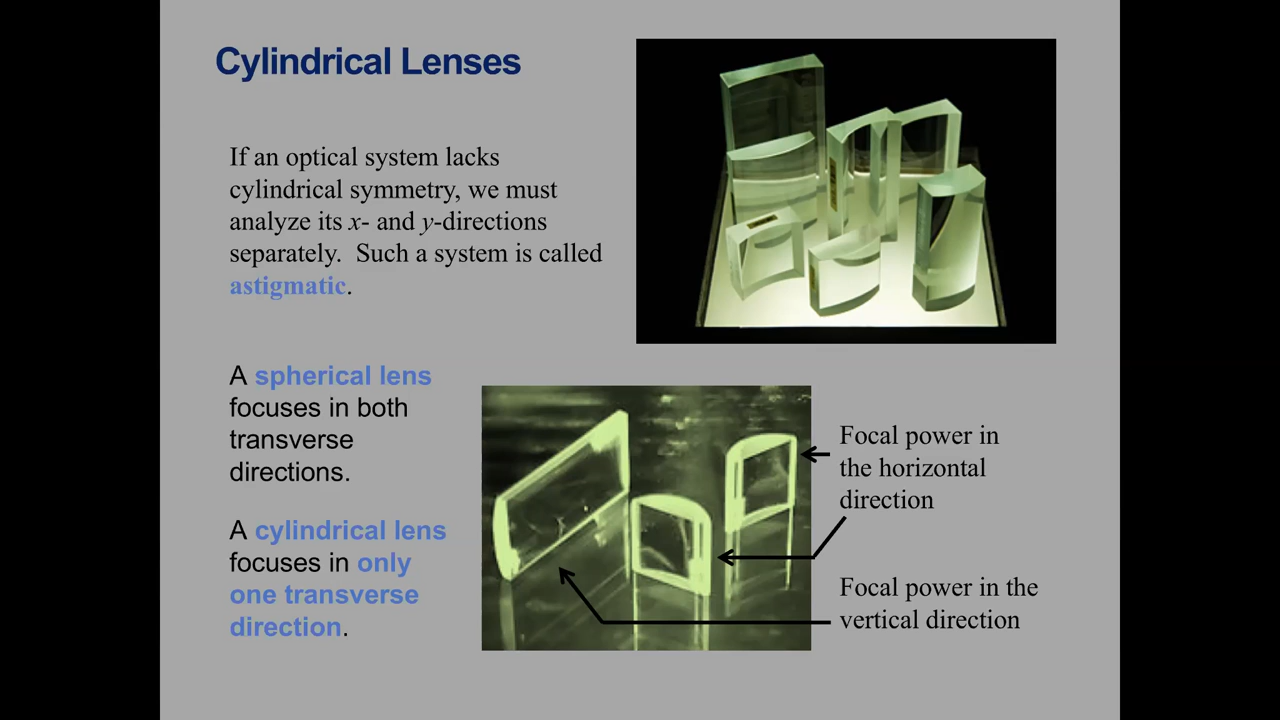 Cylindrical Lenses
If an optical system lacks
cylindrical symmetry, we must
analyze its x- and y-directions
separately.  Such a system is called
astigmatic.
A spherical lens
focuses in both
transverse
directions.
A cylindrical lens
focuses in only
one transverse
direction.
Focal power in
the horizontal
direction
Focal power in the
vertical direction